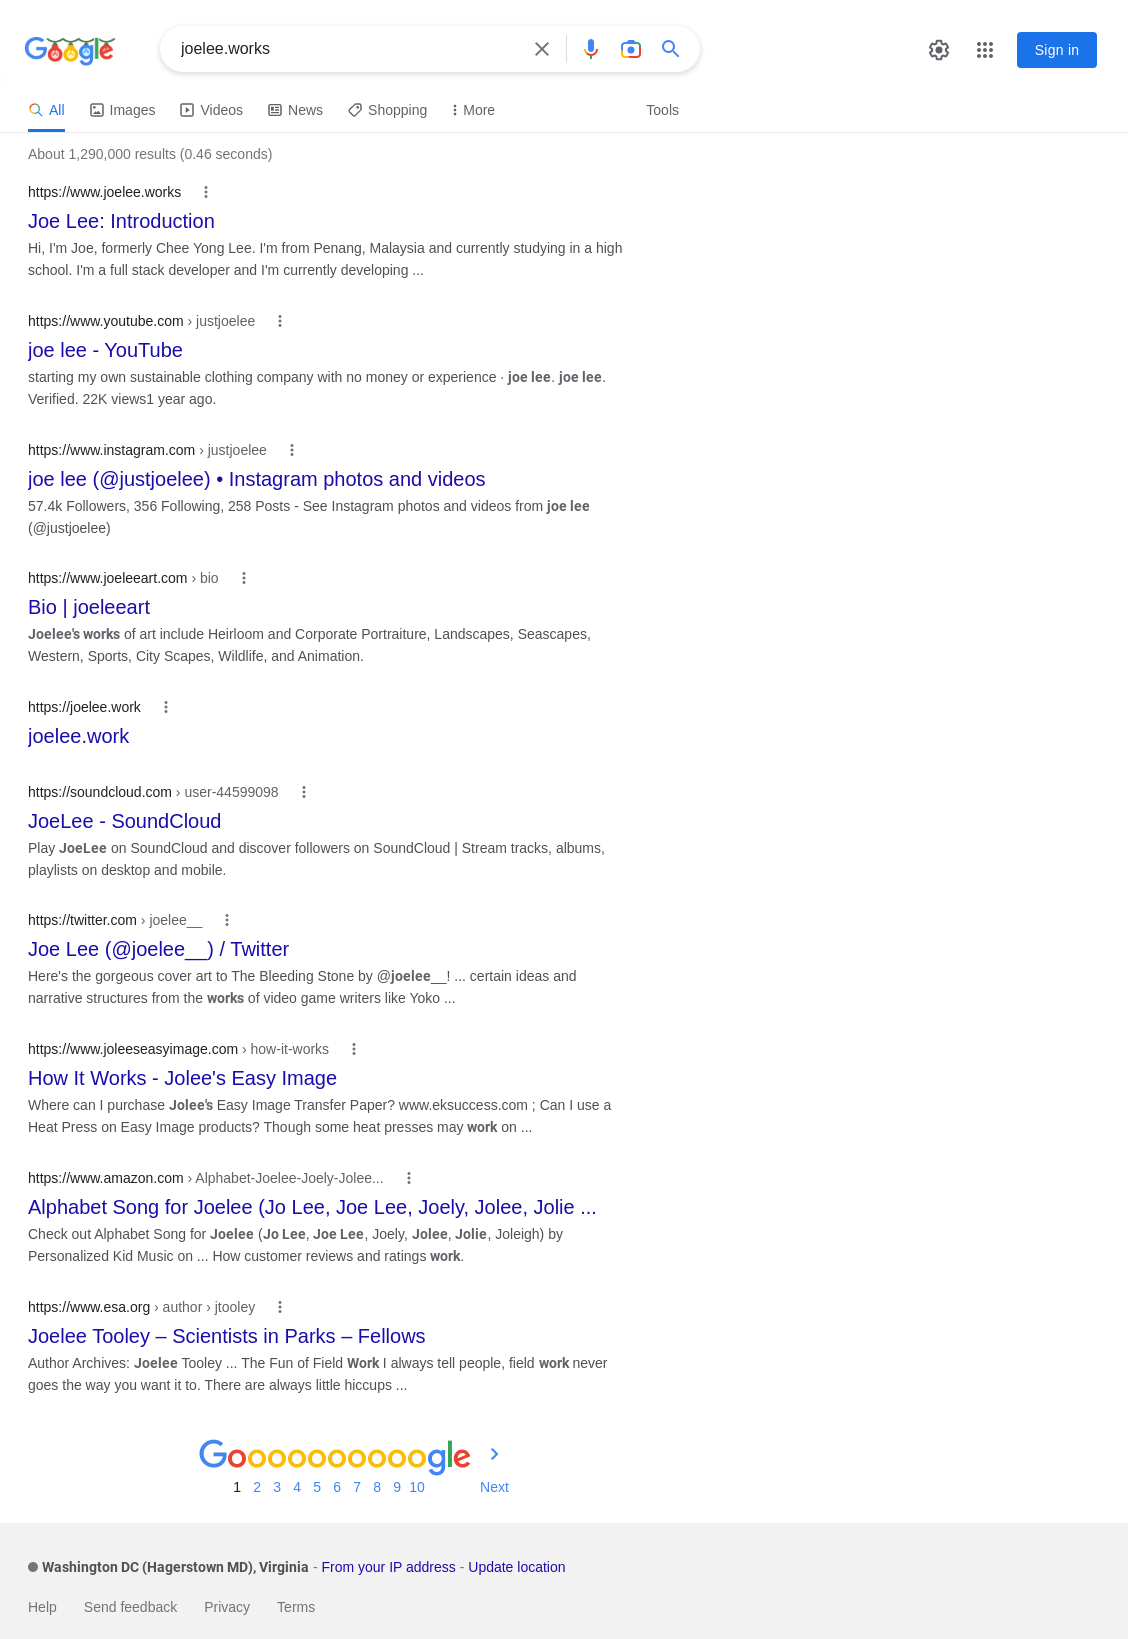 Google
joelee.works
Sign in
All Images Videos News Shopping More Tools
About 1,290,000 results (0.46 seconds)
https://www.joelee.works
Joe Lee: Introduction
Hi, I'm Joe, formerly Chee Yong Lee. I'm from Penang, Malaysia and currently studying in a high
school. I'm a full stack developer and I'm currently developing ...
https://www.youtube.com › justjoelee
joe lee - YouTube
starting my own sustainable clothing company with no money or experience · joe lee. joe lee.
Verified. 22K views1 year ago.
https://www.instagram.com › justjoelee
joe lee (@justjoelee) • Instagram photos and videos
57.4k Followers, 356 Following, 258 Posts - See Instagram photos and videos from joe lee
(@justjoelee)
https://www.joeleeart.com › bio
Bio | joeleeart
Joelee's works of art include Heirloom and Corporate Portraiture, Landscapes, Seascapes,
Western, Sports, City Scapes, Wildlife, and Animation.
https://joelee.work
joelee.work
https://soundcloud.com › user-44599098
JoeLee - SoundCloud
Play JoeLee on SoundCloud and discover followers on SoundCloud | Stream tracks, albums,
playlists on desktop and mobile.
https://twitter.com › joelee__
Joe Lee (@joelee__) / Twitter
Here's the gorgeous cover art to The Bleeding Stone by @joelee__! ... certain ideas and
narrative structures from the works of video game writers like Yoko ...
https://www.joleeseasyimage.com › how-it-works
How It Works - Jolee's Easy Image
Where can I purchase Jolee's Easy Image Transfer Paper? www.eksuccess.com ; Can I use a
Heat Press on Easy Image products? Though some heat presses may work on ...
https://www.amazon.com › Alphabet-Joelee-Joely-Jolee...
Alphabet Song for Joelee (Jo Lee, Joe Lee, Joely, Jolee, Jolie ...
Check out Alphabet Song for Joelee (Jo Lee, Joe Lee, Joely, Jolee, Jolie, Joleigh) by
Personalized Kid Music on ... How customer reviews and ratings work.
https://www.esa.org › author › jtooley
Joelee Tooley – Scientists in Parks – Fellows
Author Archives: Joelee Tooley ... The Fun of Field Work I always tell people, field work never
goes the way you want it to. There are always little hiccups ...
Goooooooooogle
1 2 3 4 5 6 7 8 9 10 Next
Washington DC (Hagerstown MD), Virginia - From your IP address - Update location
Help Send feedback Privacy Terms